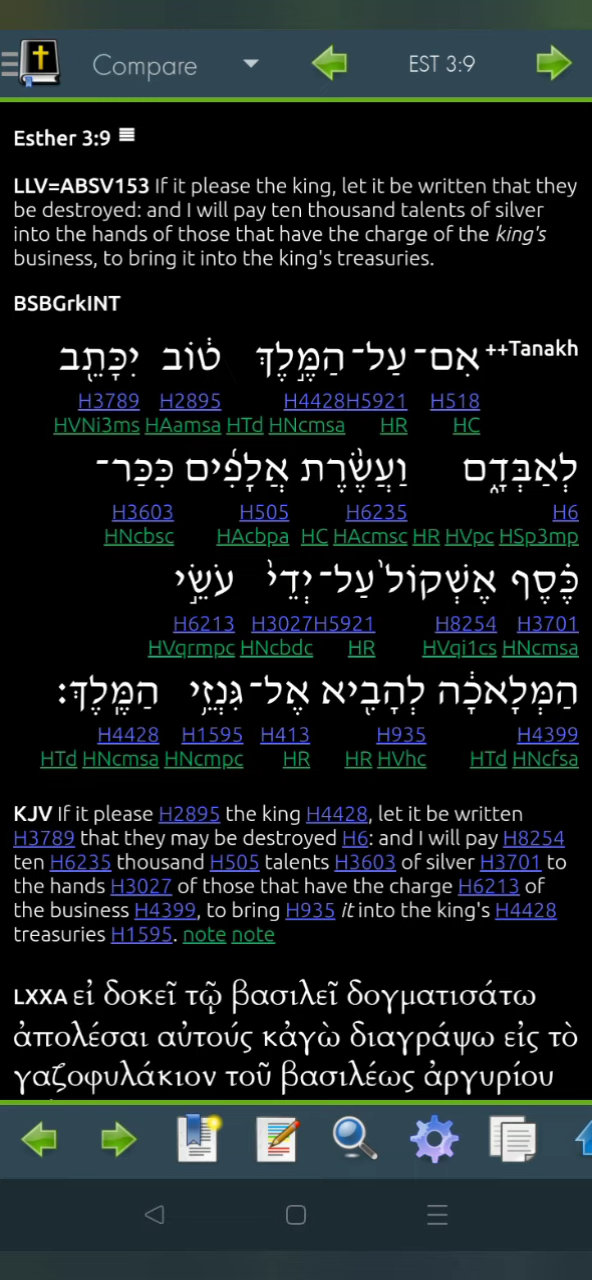 Compare
EST 3:9
Esther 3:9
LLV=ABSV153 If it please the king, let it be written that they
be destroyed: and I will pay ten thousand talents of silver
into the hands of those that have the charge of the king's
business, to bring it into the king's treasuries.
BSBGrkINT
++Tanakh אִם־ עַל־ הַמֶּ֣לֶךְ ט֔וֹב יִכָּתֵ֖ב
H3789 H2895 H4428H5921 H518
HVNi3ms HAamsa HTd HNcmsa HR HC
לְאַבְּדָ֑ם וַעֲשֶׂ֨רֶת אֲלָפִ֜ים כִּכַּר־
H3603 H505 H6235 H6
HNcbsc HAcbpa HC HAcmsc HR HVpc HSp3mp
כֶּ֗סֶף אֶשְׁקוֹל֙ עַל־ יְדֵי֙ עֹשֵׂ֣י
H6213 H3027H5921 H8254 H3701
HVqrmpc HNcbdc HR HVqi1cs HNcmsa
הַמְּלָאכָ֔ה לְהָבִ֖יא אֶל־ גִּנְזֵ֥י הַמֶּֽלֶךְ׃
H4428 H1595 H413 H935 H4399
HTd HNcmsa HNcmpc HR HR HVhc HTd HNcfsa
KJV If it please H2895 the king H4428, let it be written
H3789 that they may be destroyed H6: and I will pay H8254
ten H6235 thousand H505 talents H3603 of silver H3701 to
the hands H3027 of those that have the charge H6213 of
the business H4399, to bring H935 it into the king's H4428
treasuries H1595. note note
LXXA εἰ δοκεῖ τῷ βασιλεῖ δογματισάτω
ἀπολέσαι αὐτούς κἀγὼ διαγράψω εἰς τὸ
γαζοφυλάκιον τοῦ βασιλέως ἀργυρίου